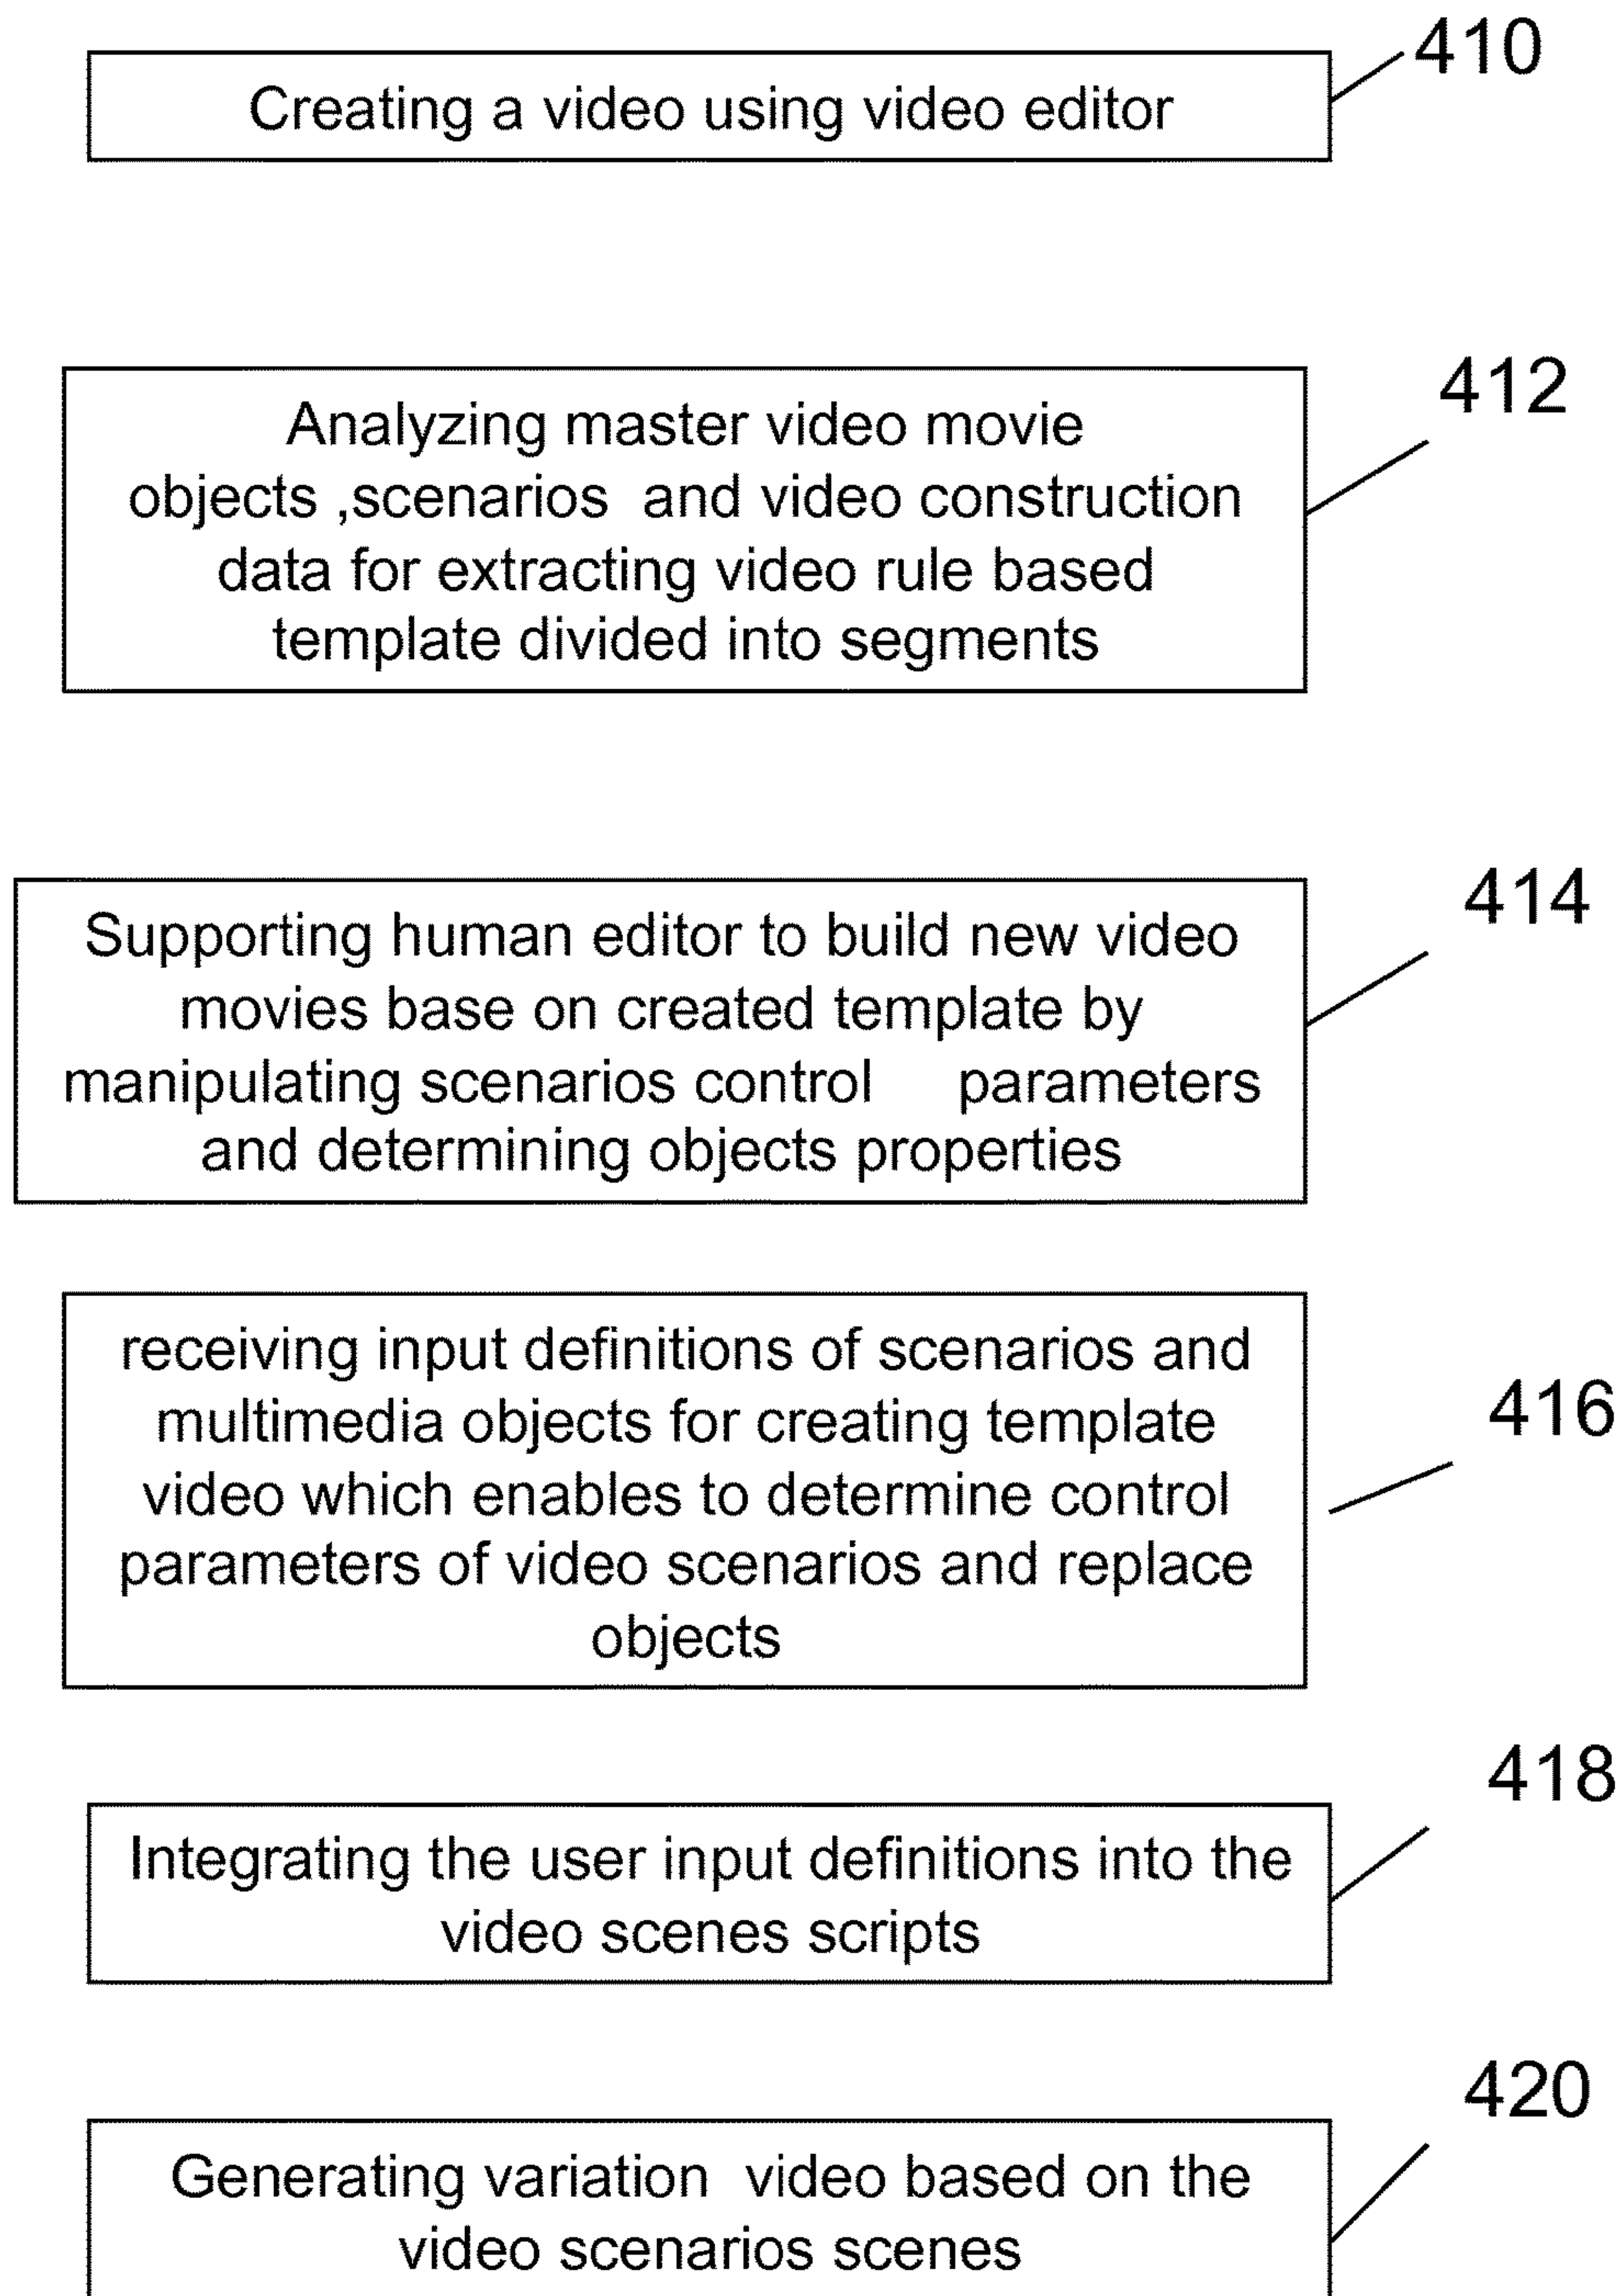 410
Creating a video using video editor
412
Analyzing master video movie
objects ,scenarios and video construction
data for extracting video rule based
template divided into segments
414
Supporting human editor to build new video
movies base on created template by
manipulating scenarios control parameters
and determining objects properties
416
receiving input definitions of scenarios and
multimedia objects for creating template
video which enables to determine control
parameters of video scenarios and replace
objects
418
Integrating the user input definitions into the
video scenes scripts
420
Generating variation video based on the
video scenarios scenes